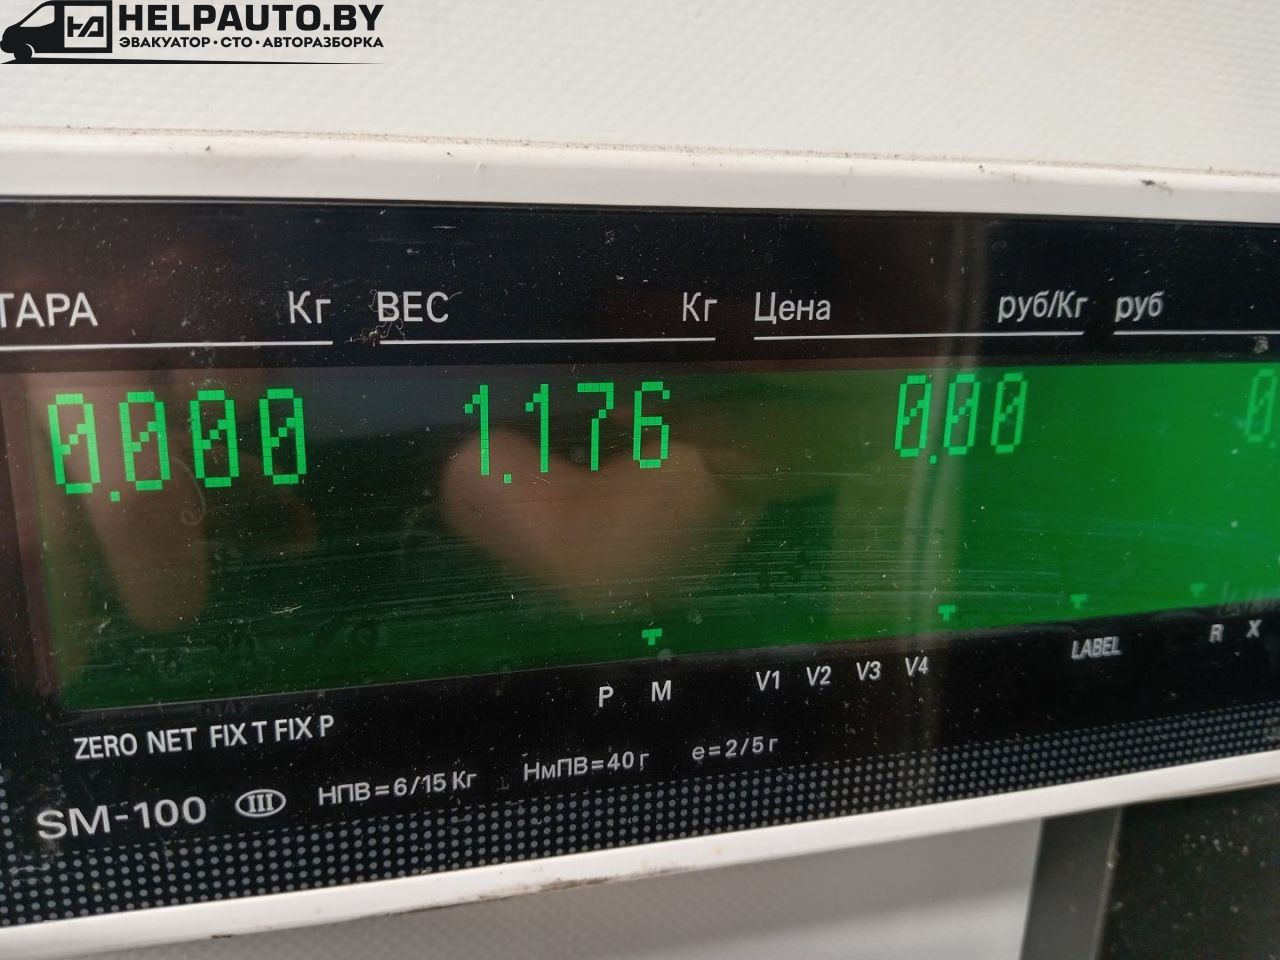 HELPAUTO.BY
ЭВАКУАТОР·СТО·АВТОРАЗБОРКА
ТАРА Кг ВЕС Кг Цена руб/Кг руб
0.000 1.176 0.00 0.
P M V1 V2 V3 V4 LABEL R X
ZERO NET FIX T FIX P
SM-100 III НПВ=6/15 Кг НмПВ=40 г e=2/5 г